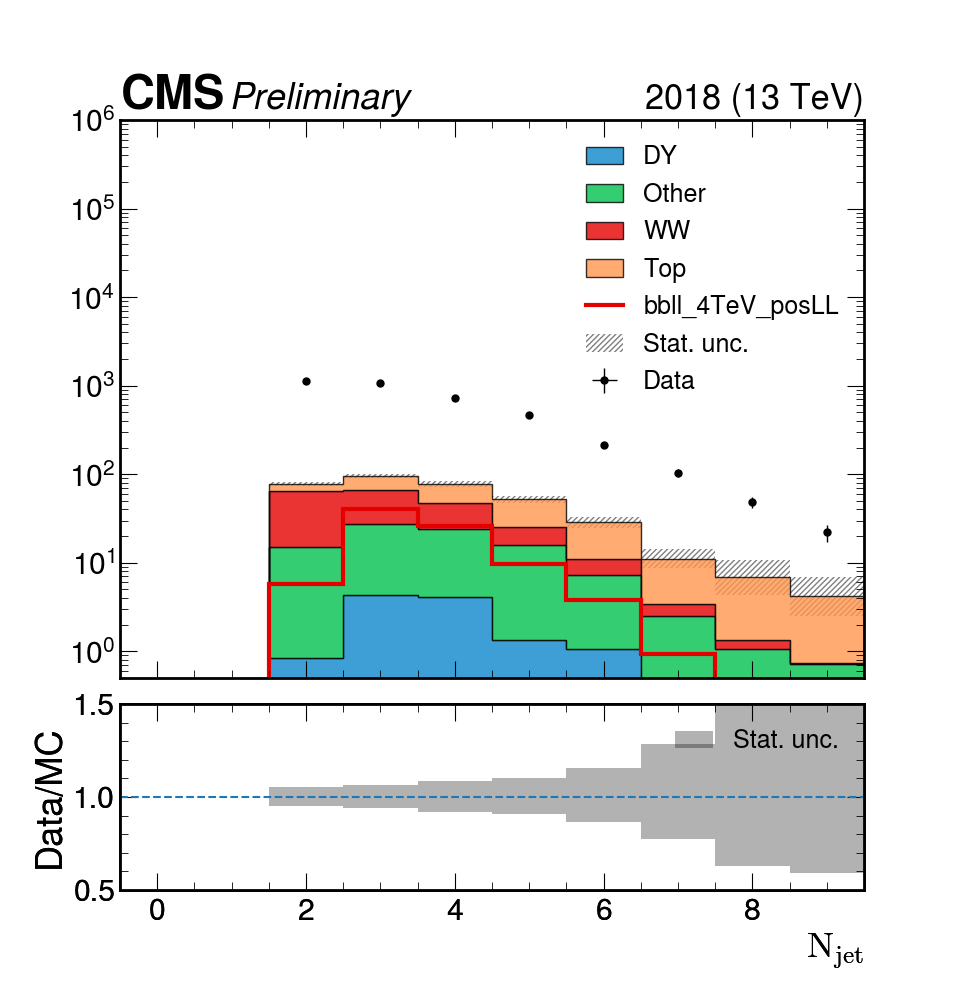 CMS Preliminary 2018 (13 TeV)
10^6
10^5
10^4
10^3
10^2
10^1
10^0
DY
Other
WW
Top
bbll_4TeV_posLL
Stat. unc.
Data
Data/MC
1.5
1.0
0.5
Stat. unc.
0 2 4 6 8
N_jet